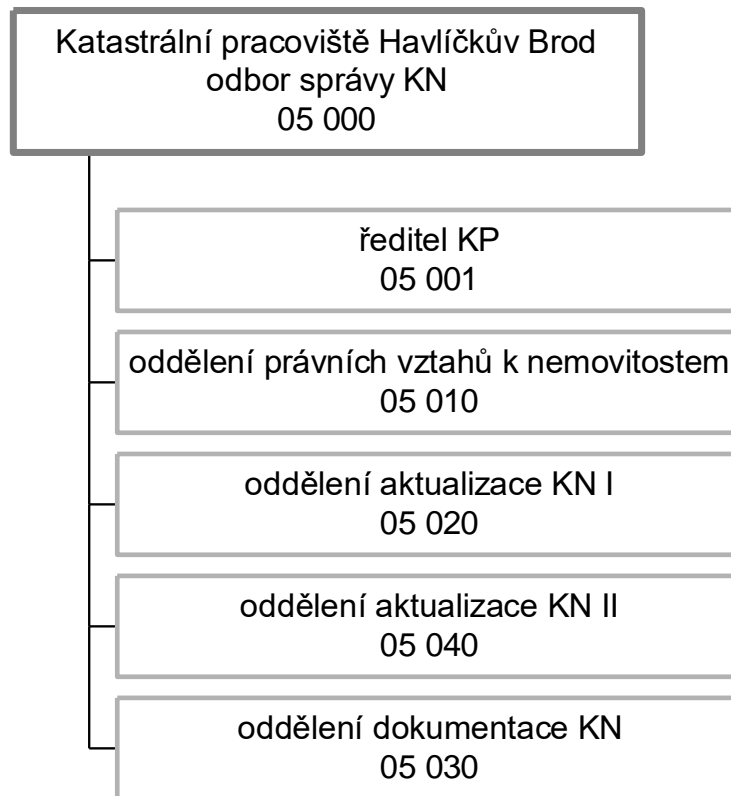 Katastrální pracoviště Havlíčkův Brod
odbor správy KN
05 000
ředitel KP
05 001
oddělení právních vztahů k nemovitostem
05 010
oddělení aktualizace KN I
05 020
oddělení aktualizace KN II
05 040
oddělení dokumentace KN
05 030